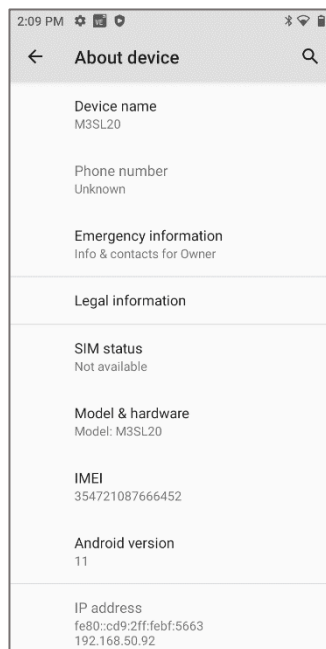 2:09 PM
About device
Device name
M3SL20
Phone number
Unknown
Emergency information
Info & contacts for Owner
Legal information
SIM status
Not available
Model & hardware
Model: M3SL20
IMEI
354721087666452
Android version
11
IP address
fe80::cd9:2ff:febf:5663
192.168.50.92